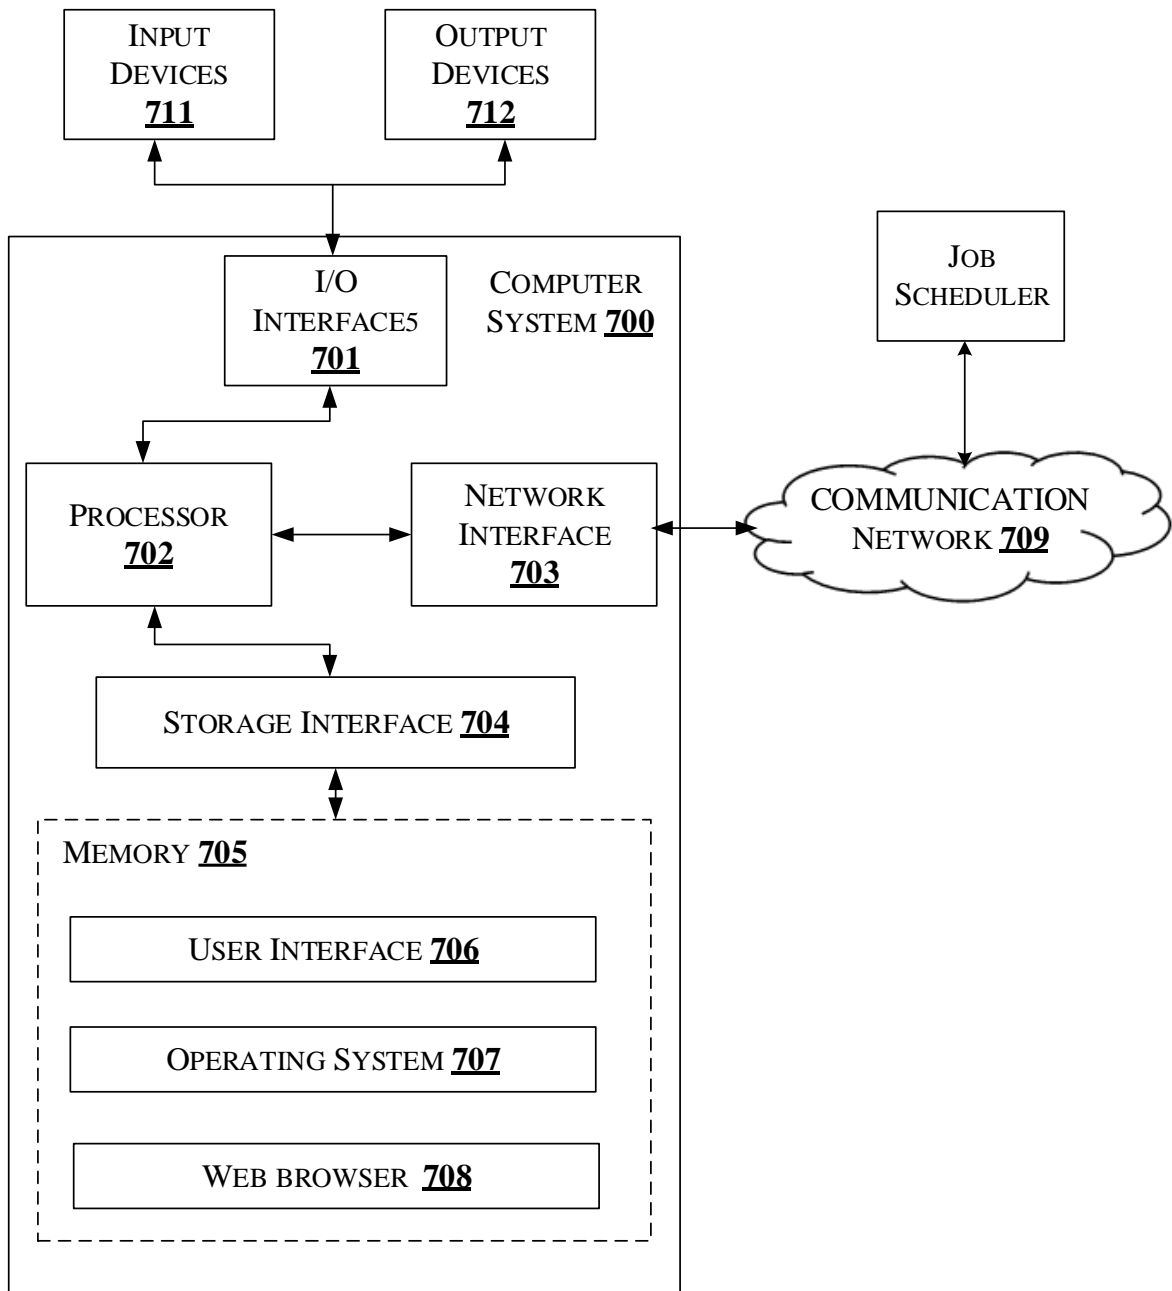 INPUT
DEVICES
711
OUTPUT
DEVICES
712
I/O
INTERFACE5
701
COMPUTER
SYSTEM 700
JOB
SCHEDULER
PROCESSOR
702
NETWORK
INTERFACE
703
COMMUNICATION
NETWORK 709
STORAGE INTERFACE 704
MEMORY 705
USER INTERFACE 706
OPERATING SYSTEM 707
WEB BROWSER 708